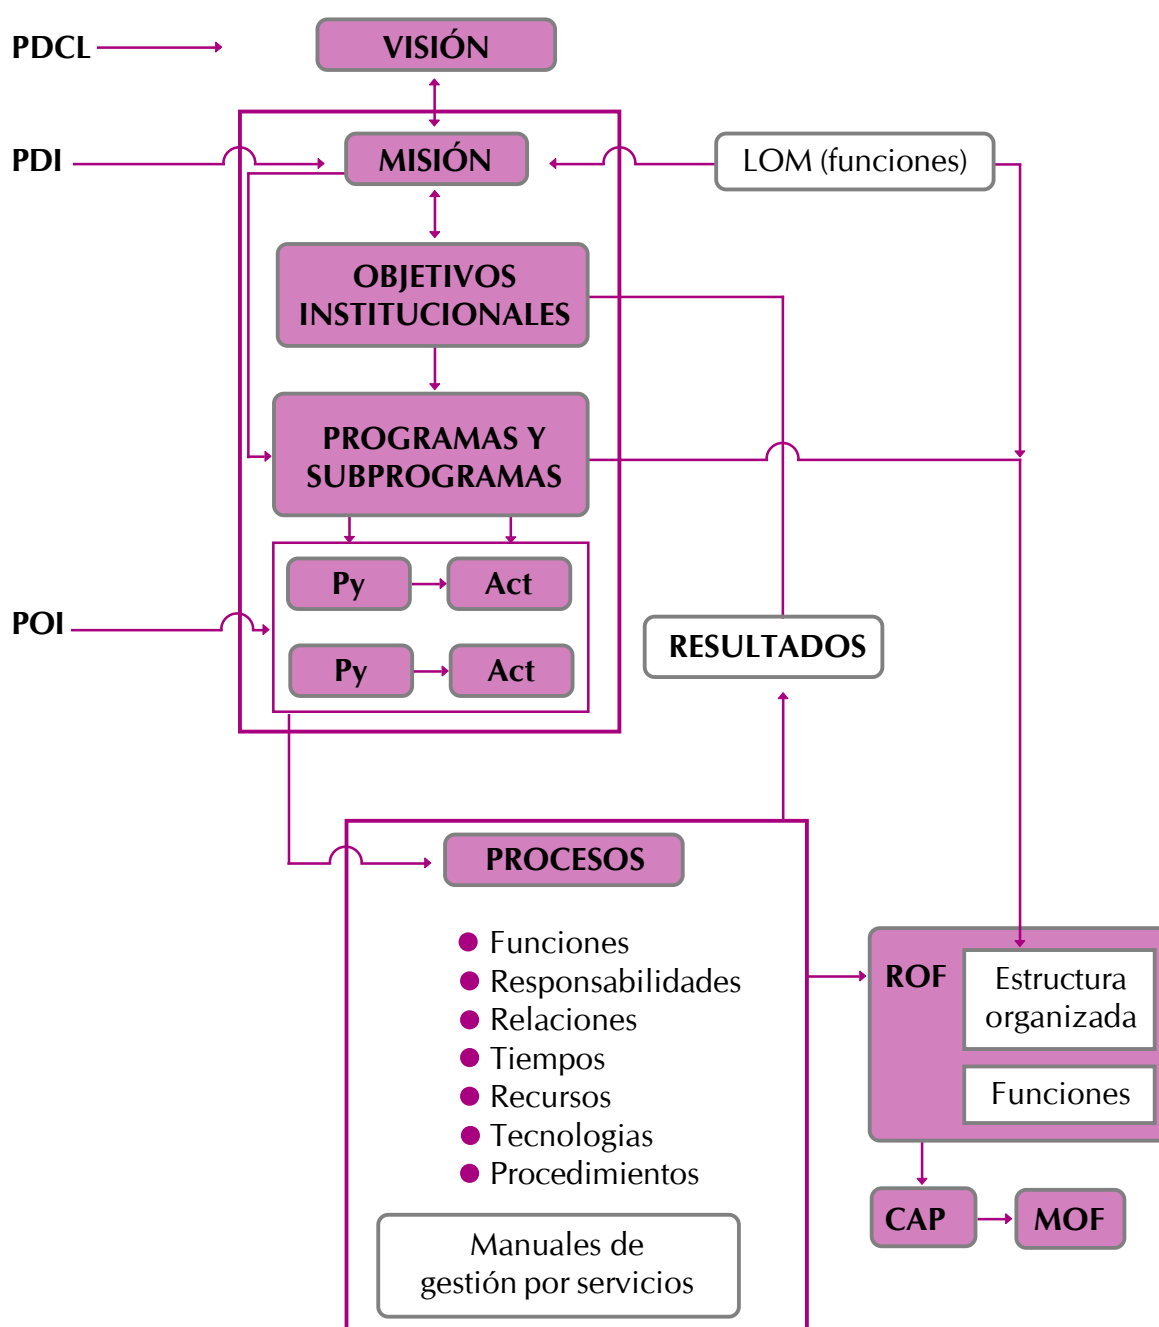 PDCL
VISIÓN
PDI
MISIÓN
LOM (funciones)
OBJETIVOS
INSTITUCIONALES
PROGRAMAS Y
SUBPROGRAMAS
Py
Act
POI
Py
Act
RESULTADOS
PROCESOS
Funciones
Responsabilidades
Relaciones
Tiempos
Recursos
Tecnologias
Procedimientos
Manuales de
gestión por servicios
ROF
Estructura
organizada
Funciones
CAP
MOF